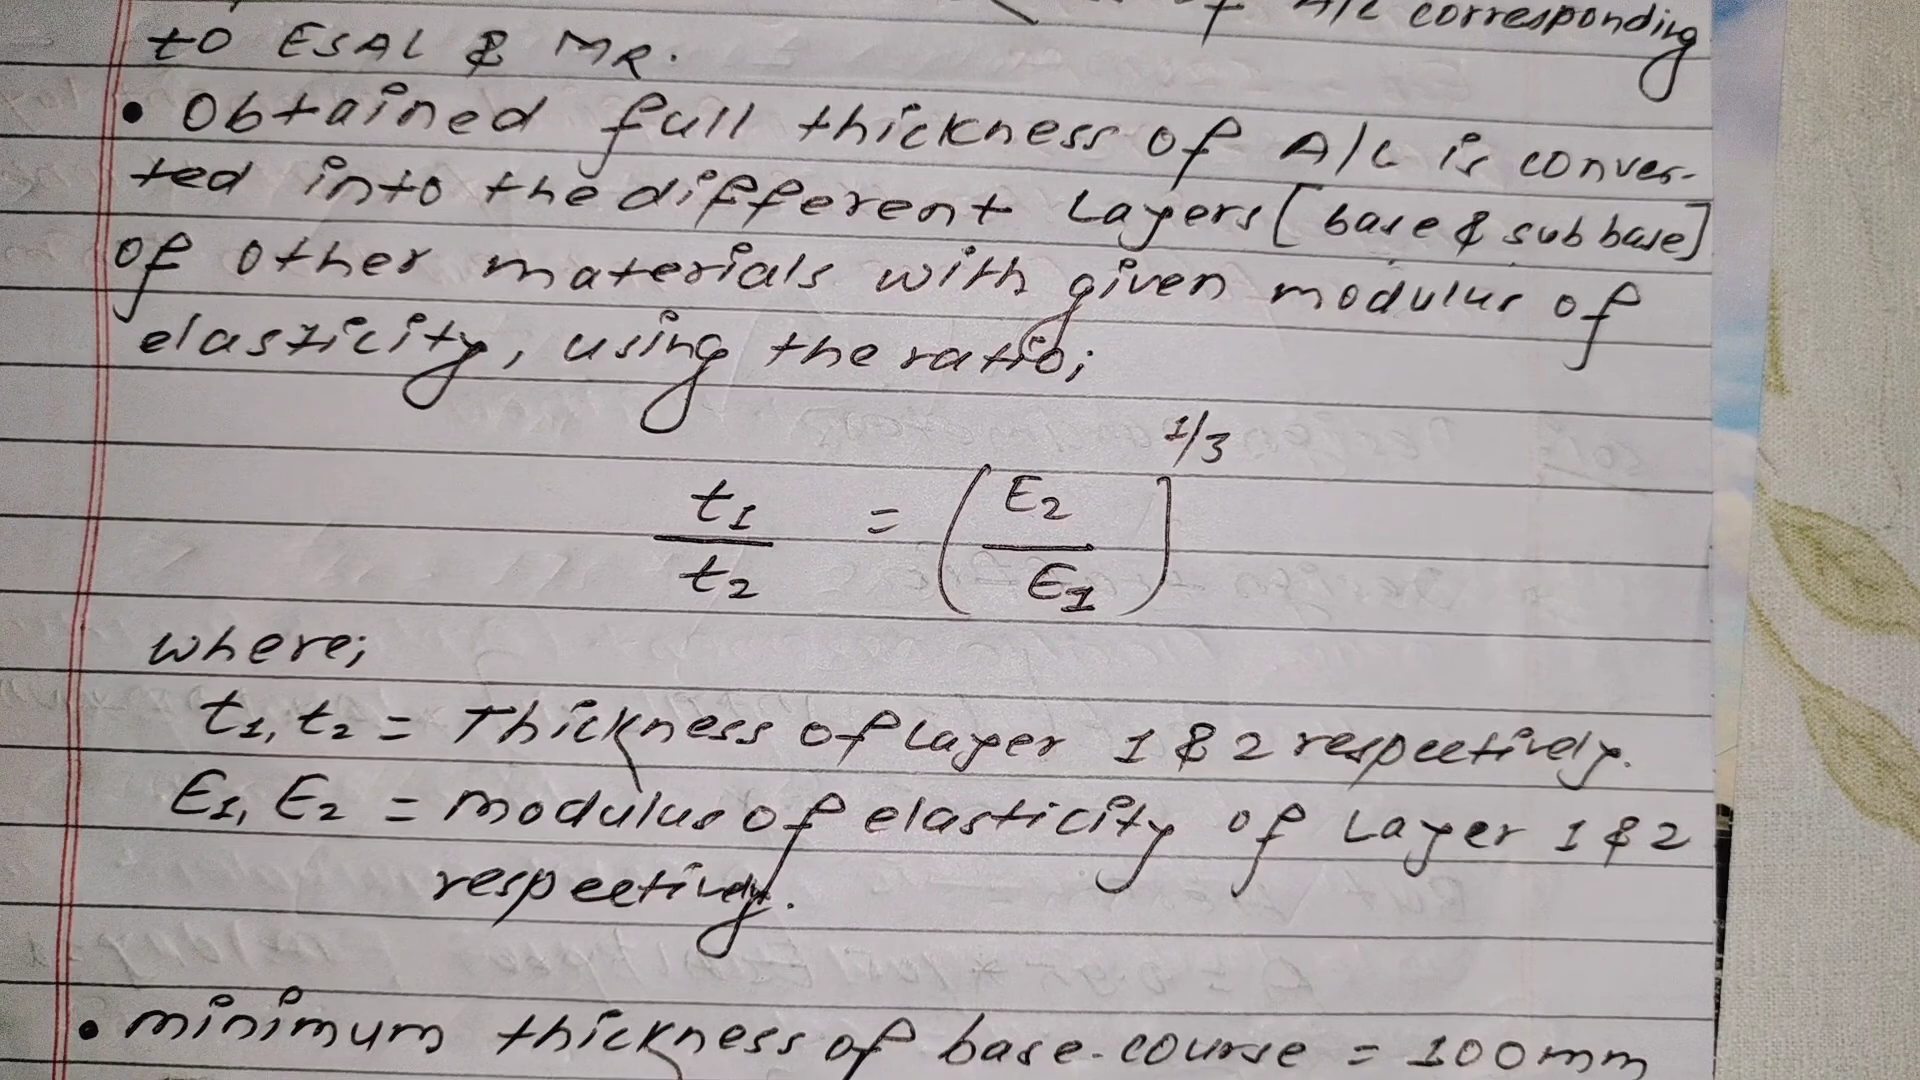 of A/C corresponding
to ESAL & MR.
• Obtained full thickness of A/C is conver-
ted into the different Layers [base & subbase]
of other materials with given modulus of
elasticity, using the ratio;
t1/t2 = (E2/E1)^1/3
where;
t1, t2 = Thickness of Layer 1 & 2 respectively.
E1, E2 = modulus of elasticity of Layer 1 & 2
respectively.
• minimum thickness of base-course = 100mm